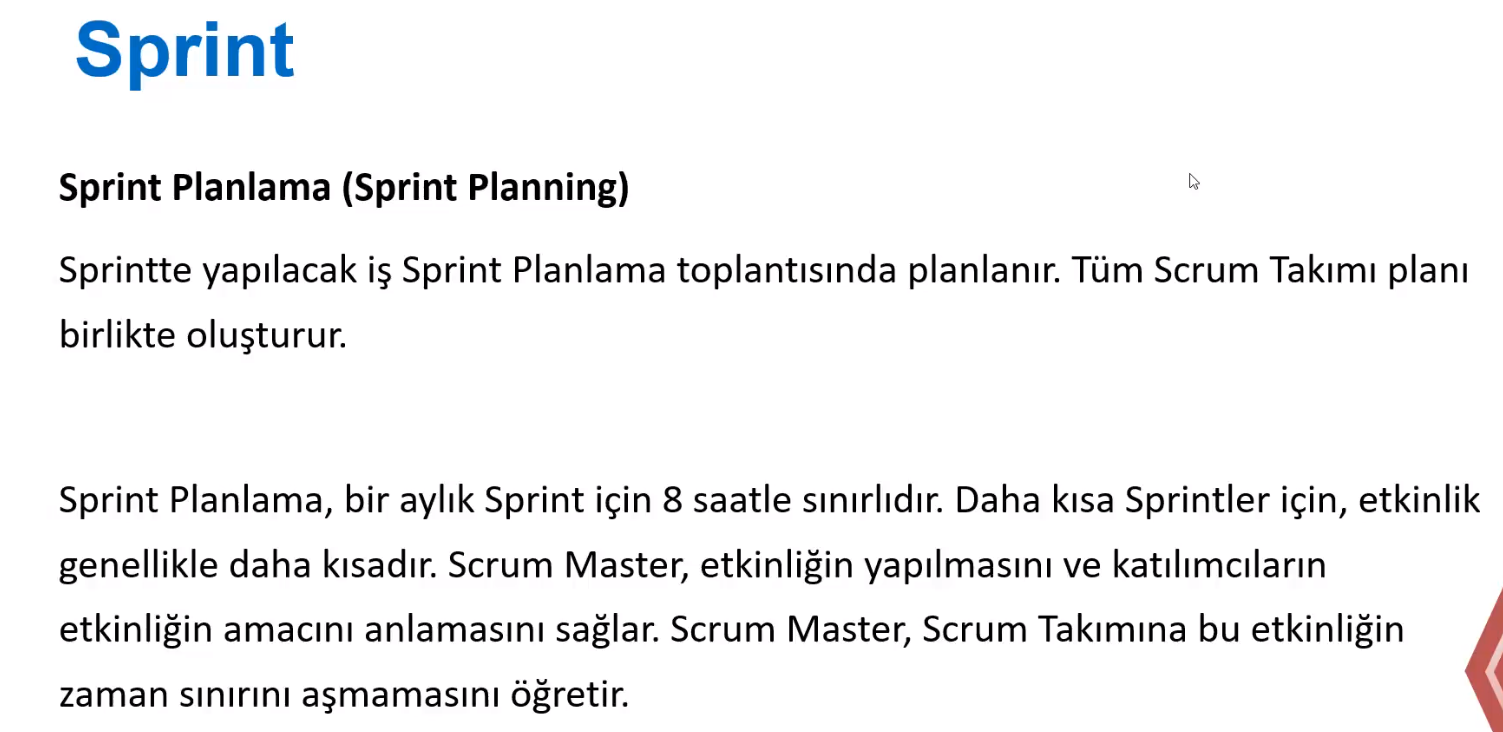 Sprint
Sprint Planlama (Sprint Planning)
Sprintte yapılacak iş Sprint Planlama toplantısında planlanır. Tüm Scrum Takımı planı
birlikte oluşturur.
Sprint Planlama, bir aylık Sprint için 8 saatle sınırlıdır. Daha kısa Sprintler için, etkinlik
genellikle daha kısadır. Scrum Master, etkinliğin yapılmasını ve katılımcıların
etkinliğin amacını anlamasını sağlar. Scrum Master, Scrum Takımına bu etkinliğin
zaman sınırını aşmamasını öğretir.